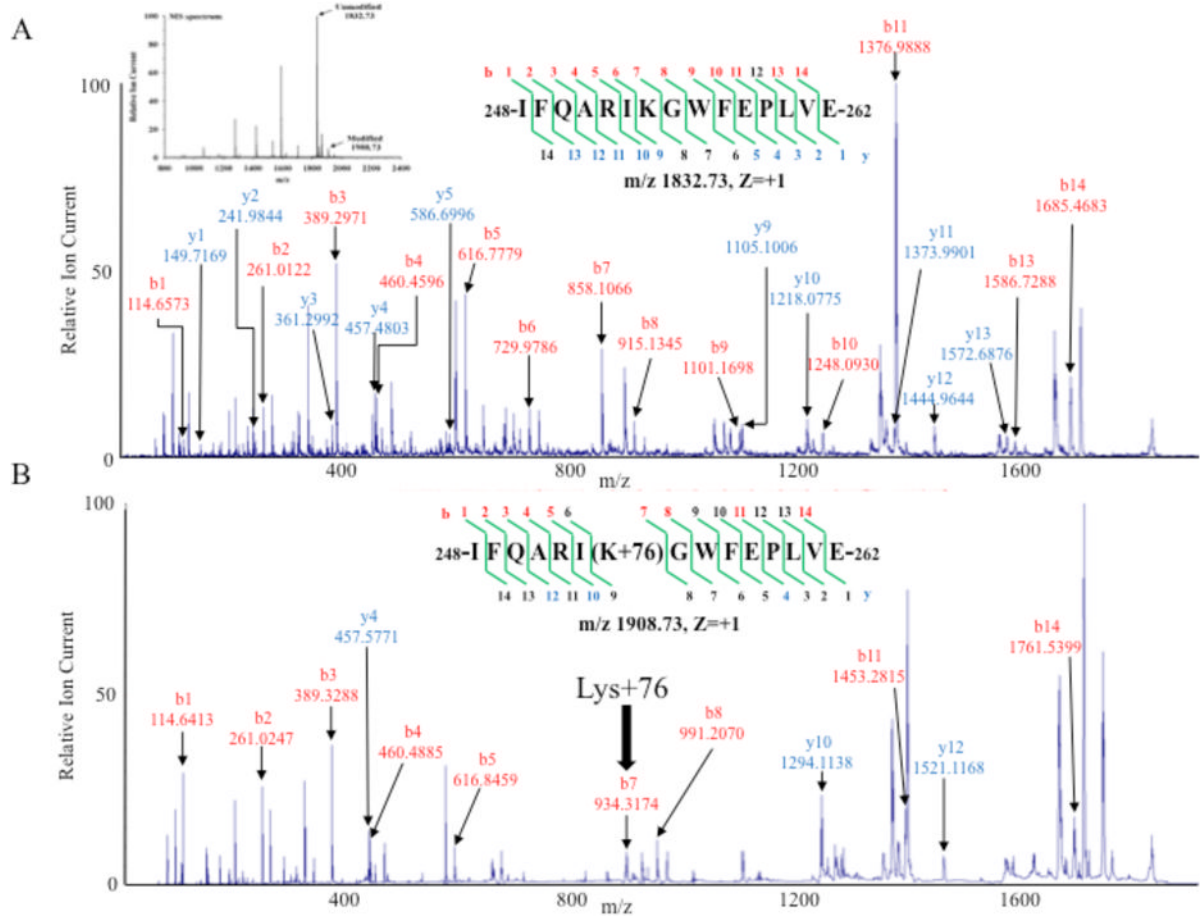 A
MS spectrum
Unmodified
1832.73
Relative Ion Current
100
80
60
40
20
0
Modified
1908.73
800 1000 1200 1400 1600 1800 2000 2200 2400
m/z
b 1 2 3 4 5 6 7 8 9 10 11 12 13 14
248-IFQARIKGWFEPLVE-262
14 13 12 11 10 9 8 7 6 5 4 3 2 1 y
m/z 1832.73, Z=+1
Relative Ion Current
100
50
0
b1
114.6573
y1
149.7169
y2
241.9844
b2
261.0122
y3
361.2992
b3
389.2971
y4
457.4803
b4
460.4596
y5
586.6996
b5
616.7779
b6
729.9786
b7
858.1066
b8
915.1345
b9
1101.1698
y9
1105.1006
y10
1218.0775
b10
1248.0930
b11
1376.9888
y11
1373.9901
y12
1444.9644
y13
1572.6876
b13
1586.7288
b14
1685.4683
400 800 1200 1600
m/z
B
b 1 2 3 4 5 6 7 8 9 10 11 12 13 14
248-IFQARI(K+76)GWFEPLVE-262
14 13 12 11 10 9 8 7 6 5 4 3 2 1 y
m/z 1908.73, Z=+1
Relative Ion Current
100
50
0
b1
114.6413
b2
261.0247
b3
389.3288
y4
457.5771
b4
460.4885
b5
616.8459
Lys+76
b7
934.3174
b8
991.2070
y10
1294.1138
b11
1453.2815
y12
1521.1168
b14
1761.5399
400 800 1200 1600
m/z